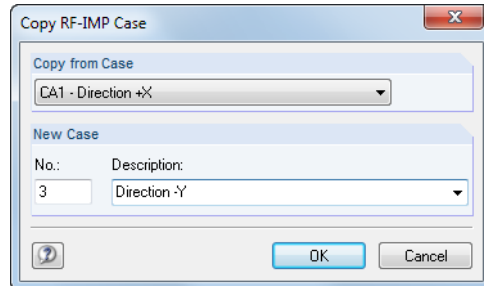 Copy RF-IMP Case
Copy from Case
CA1 - Direction +X
New Case
No.: Description:
3 Direction -Y
OK Cancel